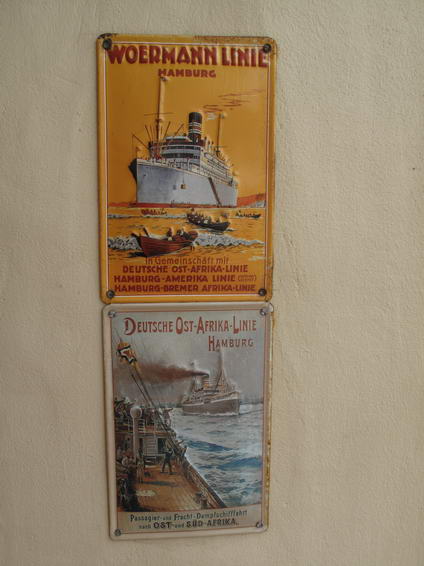 WOERMANN LINIE
HAMBURG
in Gemeinschaft mit
DEUTSCHE OST-AFRIKA-LINIE
HAMBURG-AMERIKA LINIE
HAMBURG-BREMER AFRIKA-LINIE
DEUTSCHE OST-AFRIKA-LINIE
HAMBURG
Passagier- und Fracht-Dampfschifffahrt
nach OST- und SÜD-AFRIKA.